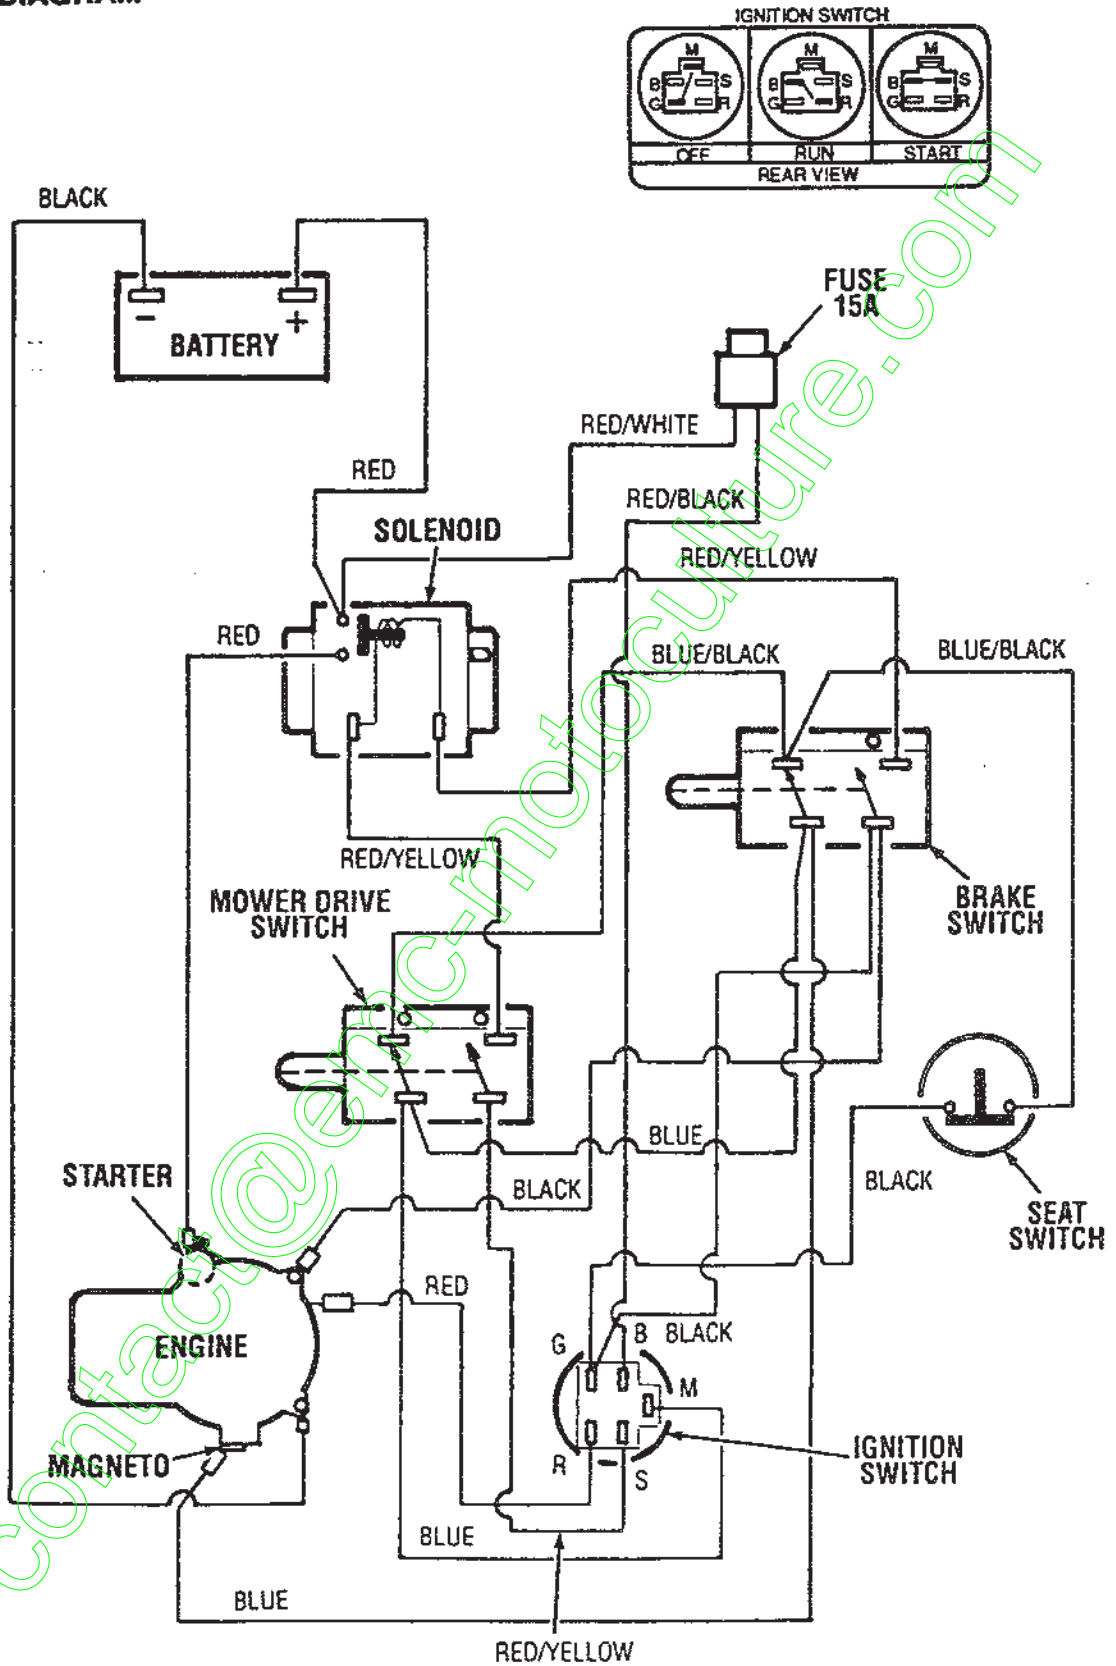 DIAGRAM
IGNITION SWITCH
M
B
S
G
R
M
B
S
G
R
M
B
S
G
R
OFF
RUN
START
REAR VIEW
BLACK
FUSE
15A
−
+
BATTERY
RED/WHITE
RED
RED/BLACK
SOLENOID
RED/YELLOW
RED
BLUE/BLACK
BLUE/BLACK
RED/YELLOW
MOWER DRIVE
SWITCH
BRAKE
SWITCH
BLUE
STARTER
BLACK
BLACK
SEAT
SWITCH
RED
ENGINE
G
B
BLACK
M
MAGNETO
R
S
IGNITION
SWITCH
BLUE
BLUE
RED/YELLOW
contact@emc-motoculture.com